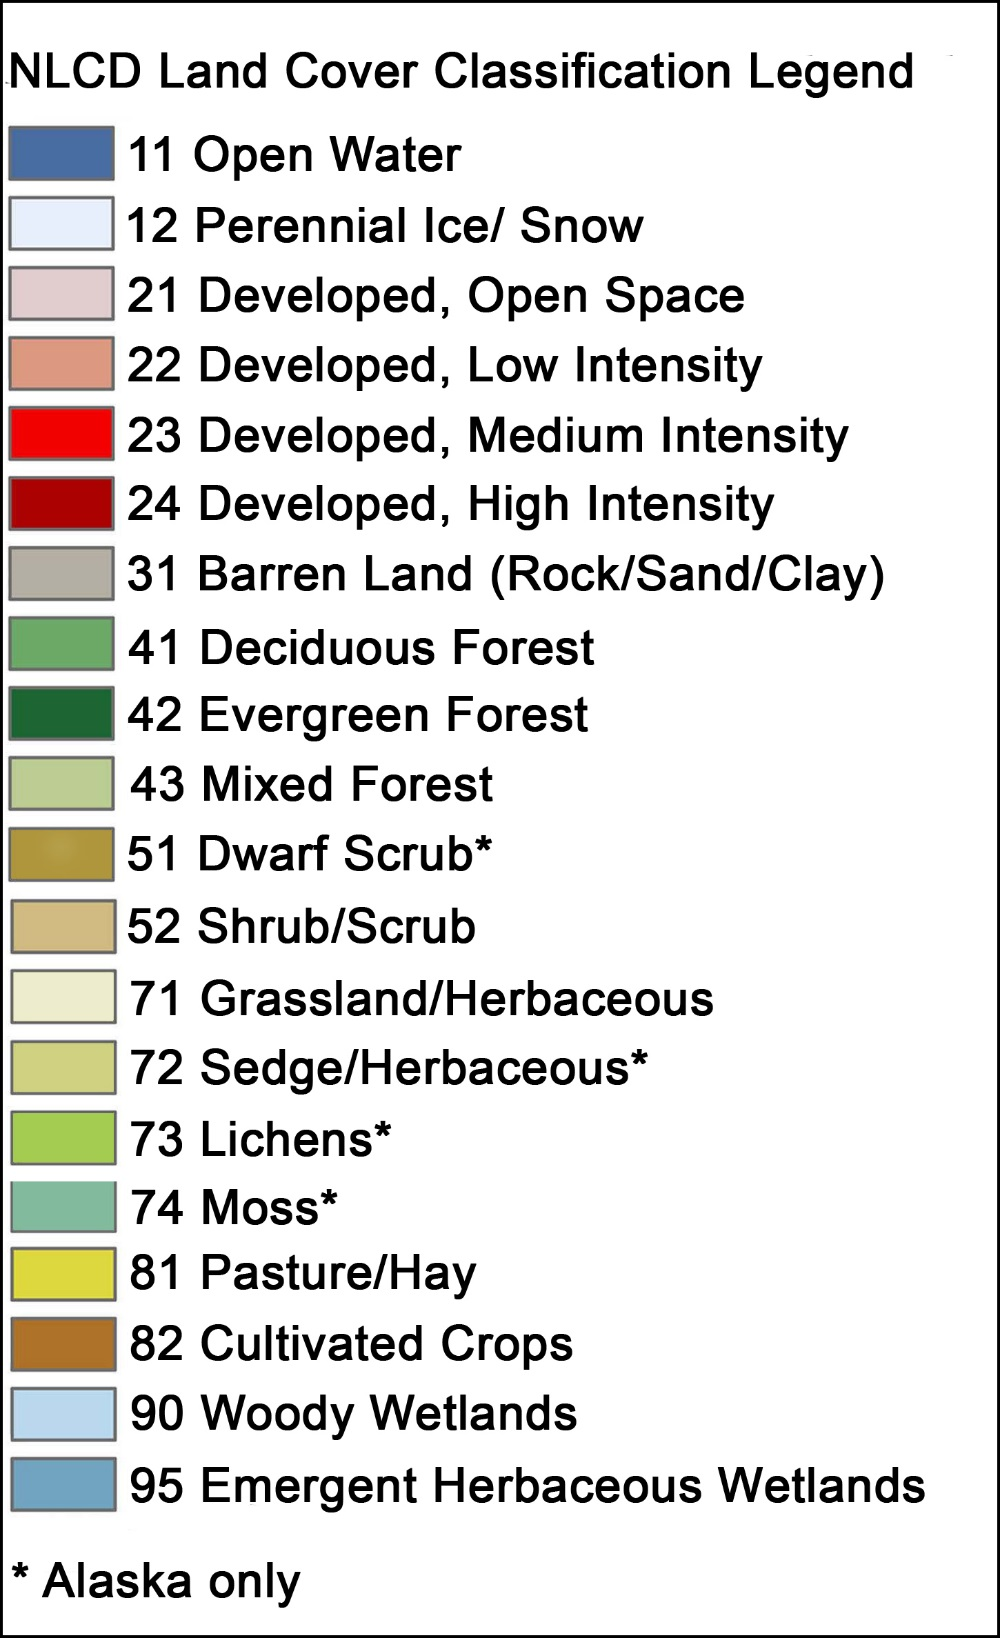 NLCD Land Cover Classification Legend
11 Open Water
12 Perennial Ice/ Snow
21 Developed, Open Space
22 Developed, Low Intensity
23 Developed, Medium Intensity
24 Developed, High Intensity
31 Barren Land (Rock/Sand/Clay)
41 Deciduous Forest
42 Evergreen Forest
43 Mixed Forest
51 Dwarf Scrub*
52 Shrub/Scrub
71 Grassland/Herbaceous
72 Sedge/Herbaceous*
73 Lichens*
74 Moss*
81 Pasture/Hay
82 Cultivated Crops
90 Woody Wetlands
95 Emergent Herbaceous Wetlands
* Alaska only